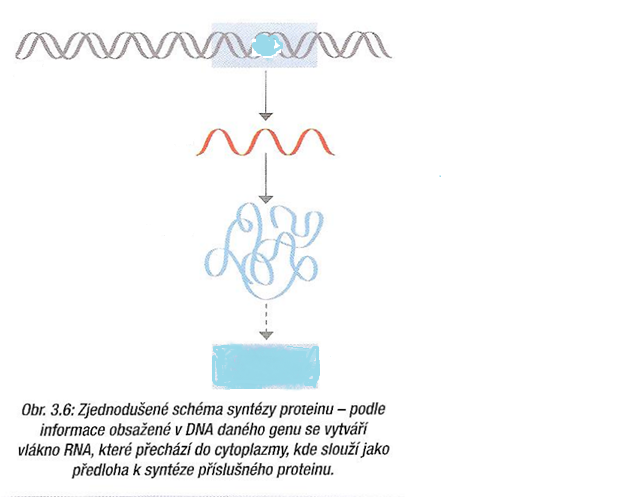 Obr. 3.6: Zjednodušené schéma syntézy proteinu – podle
informace obsažené v DNA daného genu se vytváří
vlákno RNA, které přechází do cytoplazmy, kde slouží jako
předloha k syntéze příslušného proteinu.